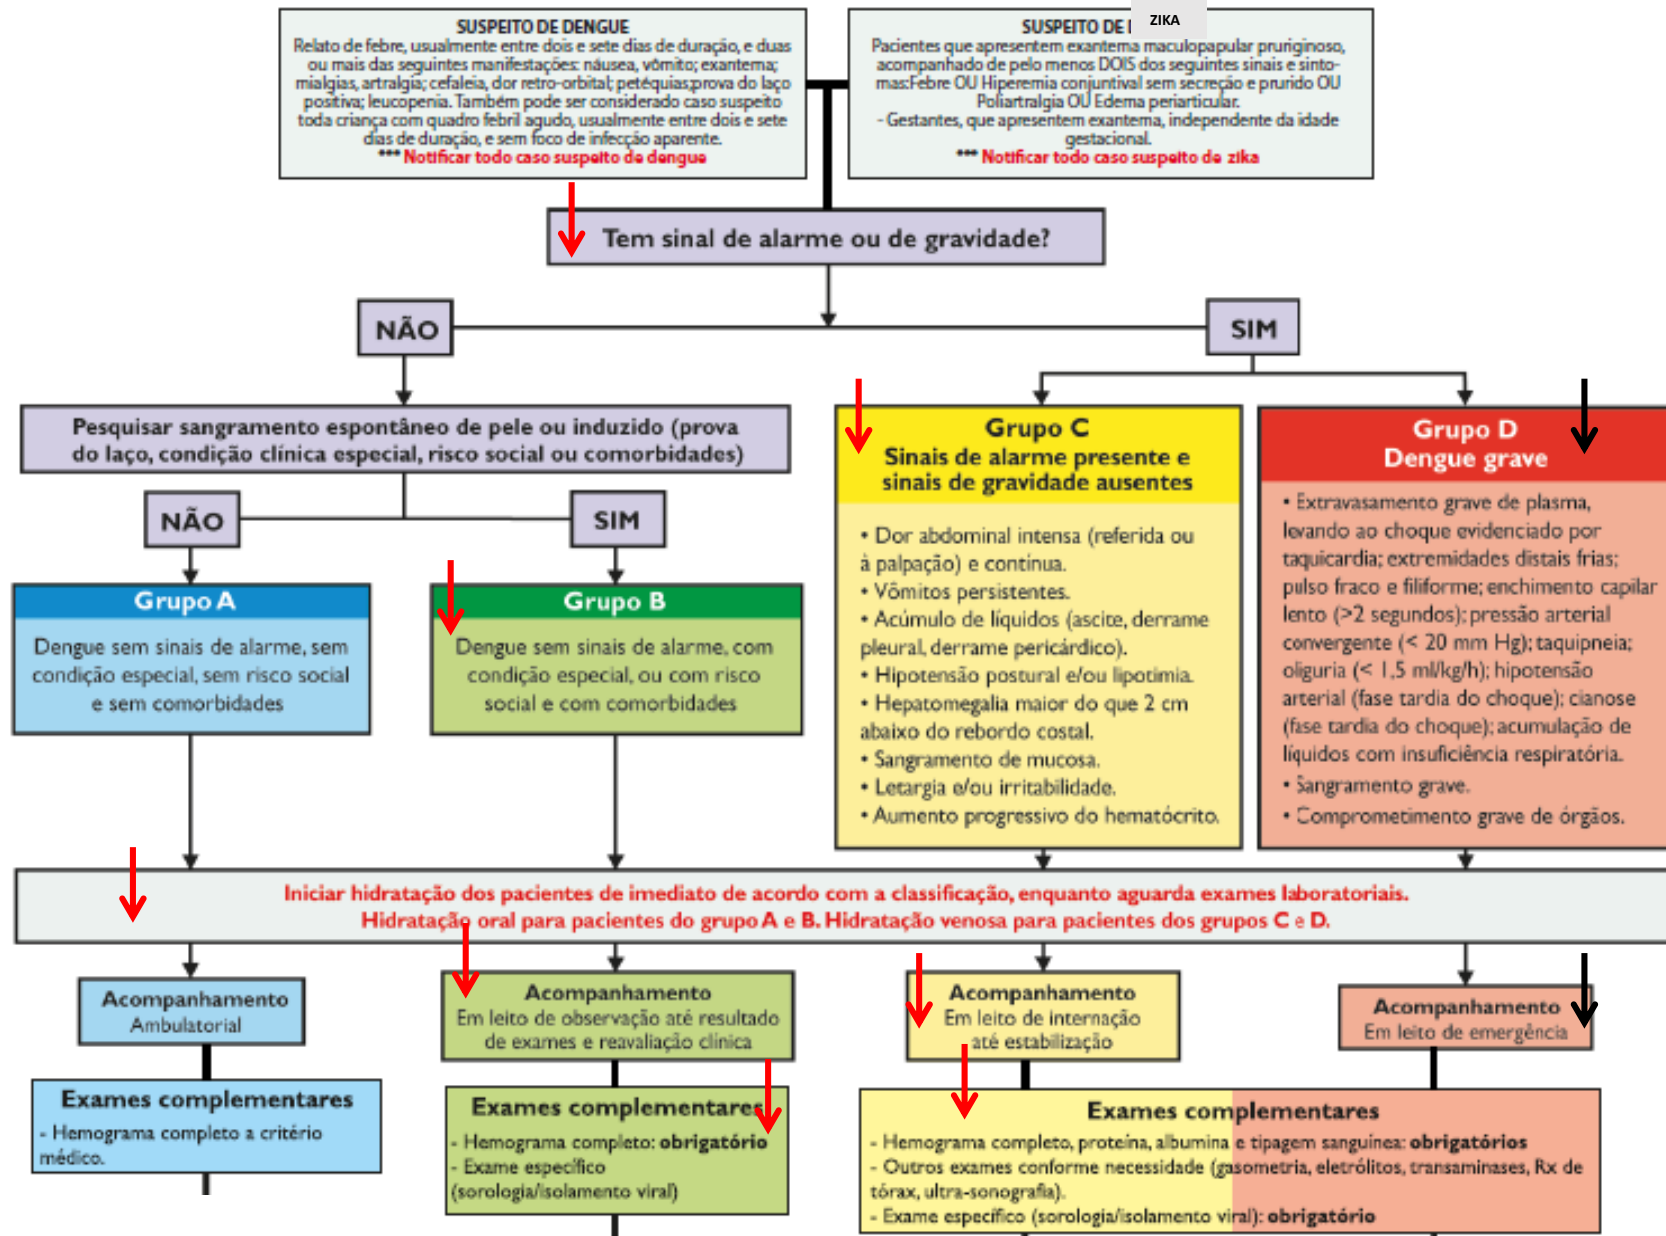 SUSPEITO DE DENGUE
Relato de febre, usualmente entre dois e sete dias de duração, e duas
ou mais das seguintes manifestações: náusea, vômito; exantema;
mialgias, artralgia; cefaleia, dor retro-orbital; petéquias;prova do laço
positiva; leucopenia. Também pode ser considerado caso suspeito
toda criança com quadro febril agudo, usualmente entre dois e sete
dias de duração, e sem foco de infecção aparente.
*** Notificar todo caso suspeito de dengue
SUSPEITO DE
ZIKA
Pacientes que apresentem exantema maculopapular pruriginoso,
acompanhado de pelo menos DOIS dos seguintes sinais e sinto-
mas:Febre OU Hiperemia conjuntival sem secreção e prurido OU
Poliartralgia OU Edema periarticular.
- Gestantes, que apresentem exantema, independente da idade
gestacional.
*** Notificar todo caso suspeito de zika
Tem sinal de alarme ou de gravidade?
NÃO
SIM
Pesquisar sangramento espontâneo de pele ou induzido (prova
do laço, condição clínica especial, risco social ou comorbidades)
NÃO
SIM
Grupo A
Dengue sem sinais de alarme, sem
condição especial, sem risco social
e sem comorbidades
Grupo B
Dengue sem sinais de alarme, com
condição especial, ou com risco
social e com comorbidades
Grupo C
Sinais de alarme presente e
sinais de gravidade ausentes
• Dor abdominal intensa (referida ou
à palpação) e contínua.
• Vômitos persistentes.
• Acúmulo de líquidos (ascite, derrame
pleural, derrame pericárdico).
• Hipotensão postural e/ou lipotimia.
• Hepatomegalia maior do que 2 cm
abaixo do rebordo costal.
• Sangramento de mucosa.
• Letargia e/ou irritabilidade.
• Aumento progressivo do hematócrito.
Grupo D
Dengue grave
• Extravasamento grave de plasma,
levando ao choque evidenciado por
taquicardia; extremidades distais frias;
pulso fraco e filiforme; enchimento capilar
lento (>2 segundos); pressão arterial
convergente (< 20 mm Hg); taquipneia;
oliguria (< 1,5 ml/kg/h); hipotensão
arterial (fase tardia do choque); cianose
(fase tardia do choque); acumulação de
líquidos com insuficiência respiratória.
• Sangramento grave.
• Comprometimento grave de órgãos.
Iniciar hidratação dos pacientes de imediato de acordo com a classificação, enquanto aguarda exames laboratoriais.
Hidratação oral para pacientes do grupo A e B. Hidratação venosa para pacientes dos grupos C e D.
Acompanhamento
Ambulatorial
Acompanhamento
Em leito de observação até resultado
de exames e reavaliação clínica
Acompanhamento
Em leito de internação
até estabilização
Acompanhamento
Em leito de emergência
Exames complementares
- Hemograma completo a critério
médico.
Exames complementares
- Hemograma completo: obrigatório
- Exame específico
(sorologia/isolamento viral)
Exames complementares
- Hemograma completo, proteína, albumina e tipagem sanguínea: obrigatórios
- Outros exames conforme necessidade (gasometria, eletrólitos, transaminases, Rx de
tórax, ultra-sonografia).
- Exame específico (sorologia/isolamento viral): obrigatório